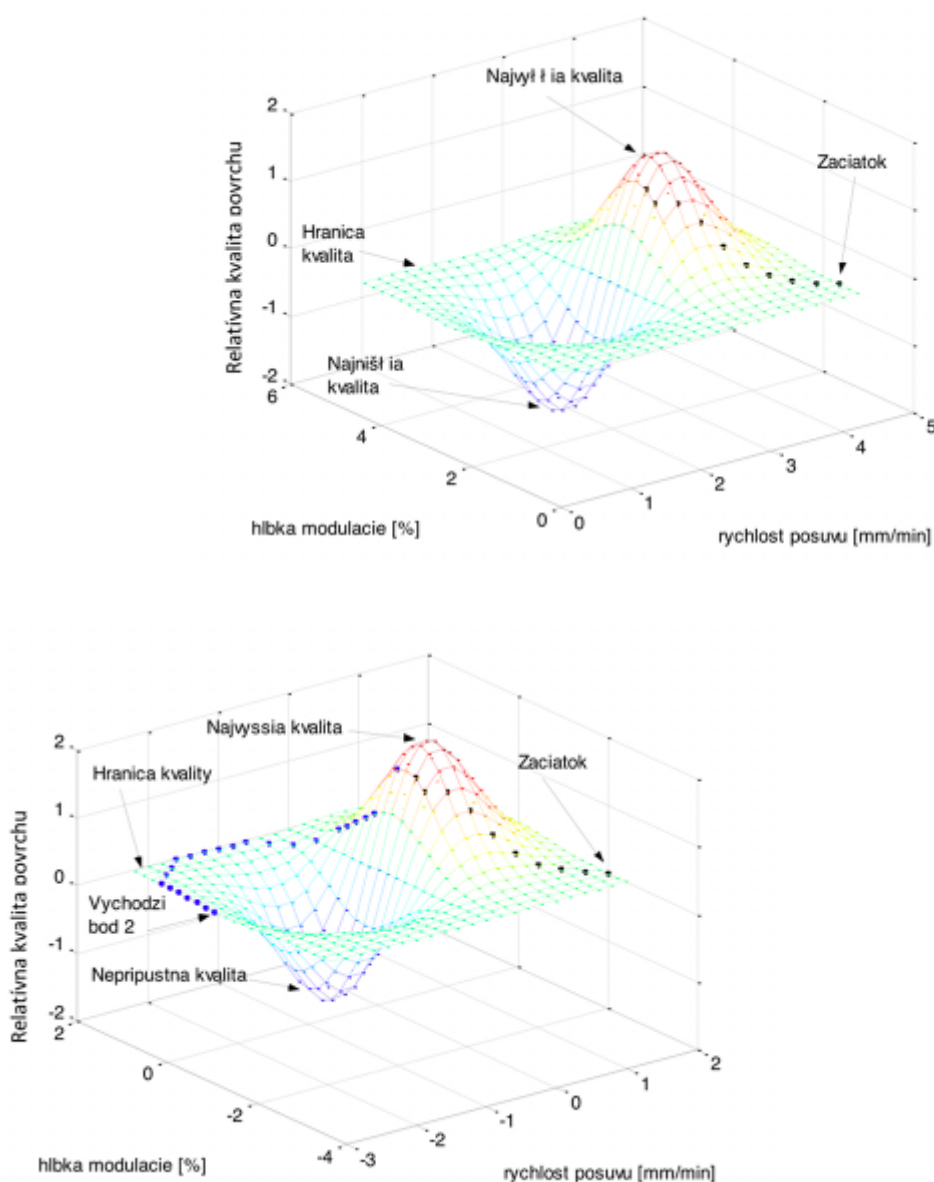 Najvył ł ia kvalita
Zaciatok
Hranica
kvalita
Najnišł ia
kvalita
Relatívna kvalita povrchu
2
1
0
-1
-2
6
4
2
0
0
1
2
3
4
5
hlbka modulacie [%]
rychlost posuvu [mm/min]
Najvyssia kvalita
Zaciatok
Hranica kvality
Vychodzi
bod 2
Nepripustna kvalita
Relatívna kvalita povrchu
2
1
0
-1
-2
2
0
-2
-4
-3
-2
-1
0
1
2
hlbka modulacie [%]
rychlost posuvu [mm/min]